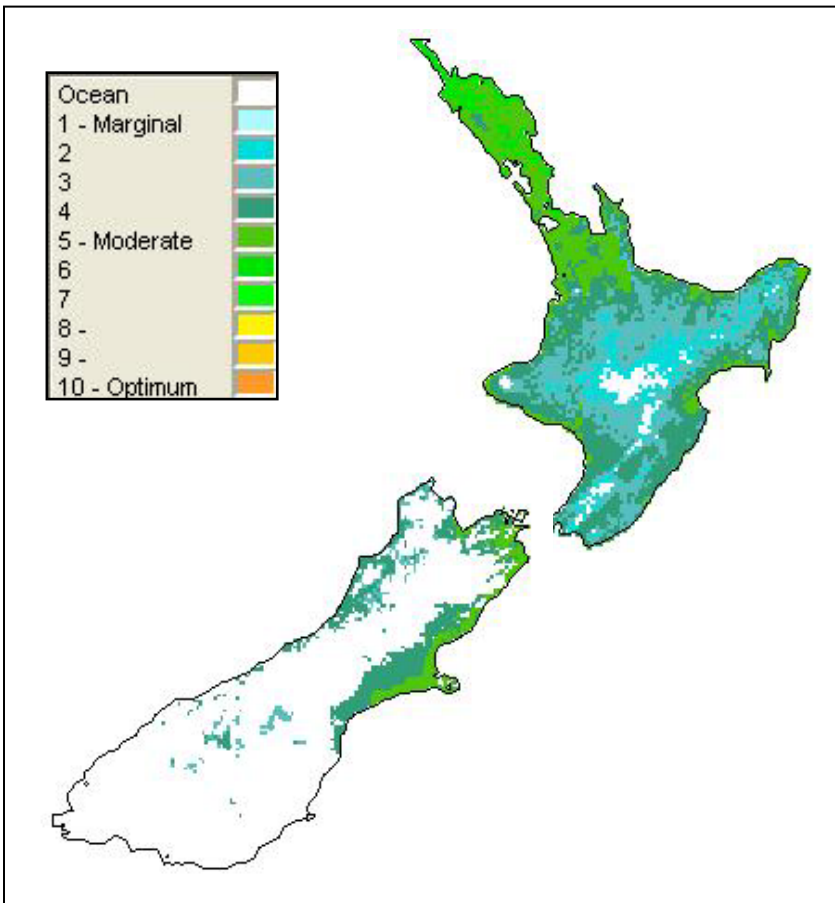 Ocean
1 - Marginal
2
3
4
5 - Moderate
6
7
8 -
9 -
10 - Optimum